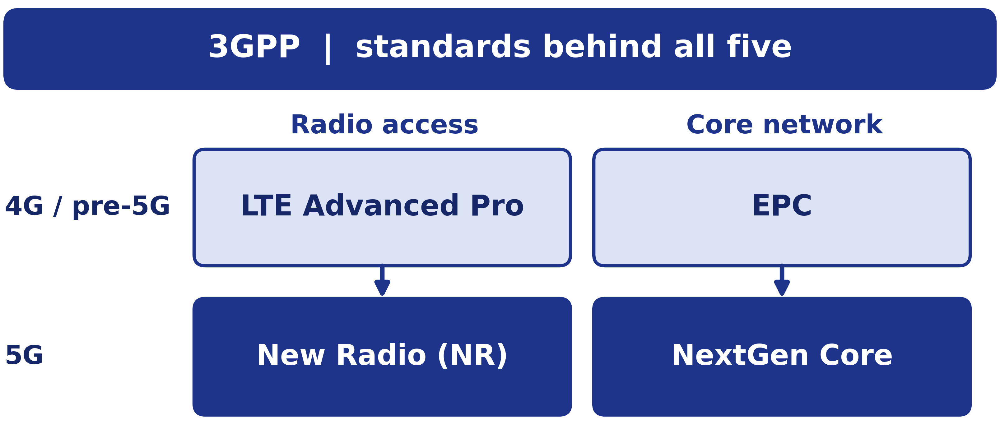 3GPP | standards behind all five
Radio access
Core network
4G / pre-5G
LTE Advanced Pro
EPC
5G
New Radio (NR)
NextGen Core